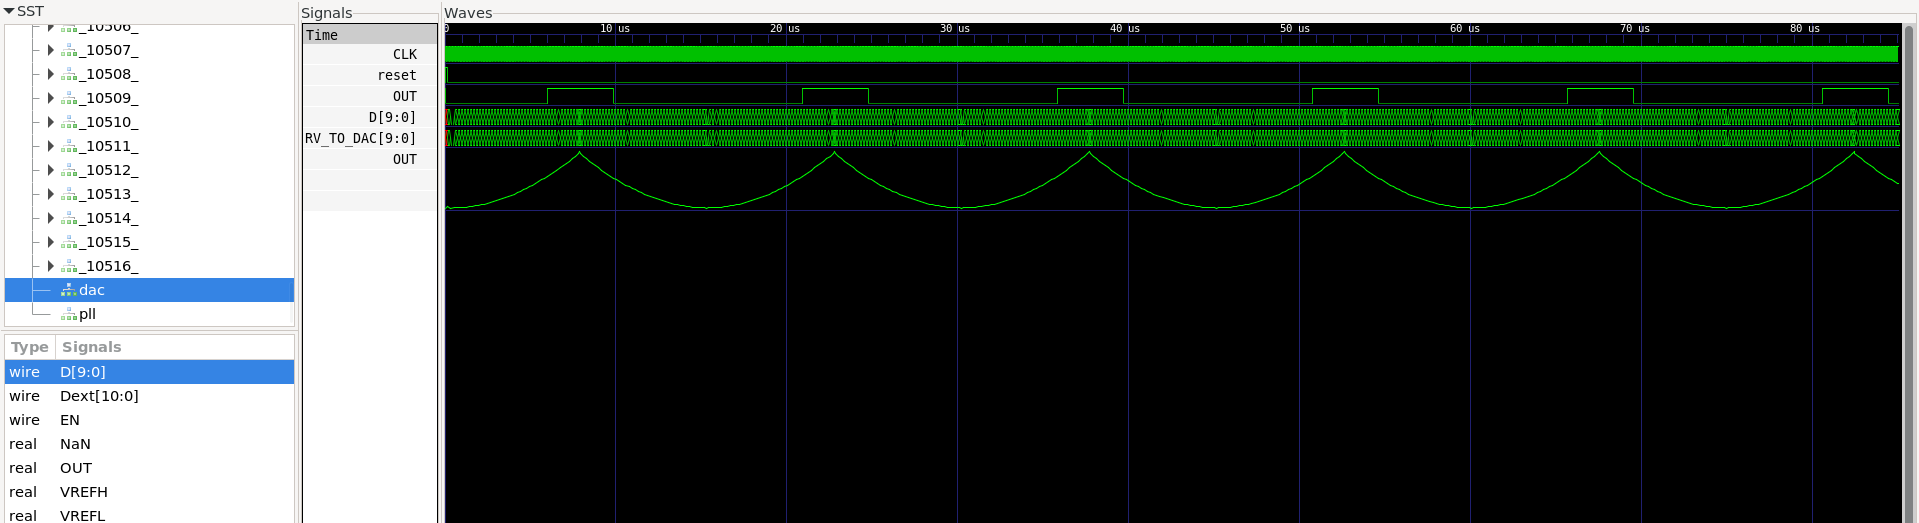 SST
_10506_
_10507_
_10508_
_10509_
_10510_
_10511_
_10512_
_10513_
_10514_
_10515_
_10516_
dac
pll
Type Signals
wire D[9:0]
wire Dext[10:0]
wire EN
real NaN
real OUT
real VREFH
real VREFL
Signals
Time
CLK
reset
OUT
D[9:0]
RV_TO_DAC[9:0]
OUT
Waves
0 10 us 20 us 30 us 40 us 50 us 60 us 70 us 80 us